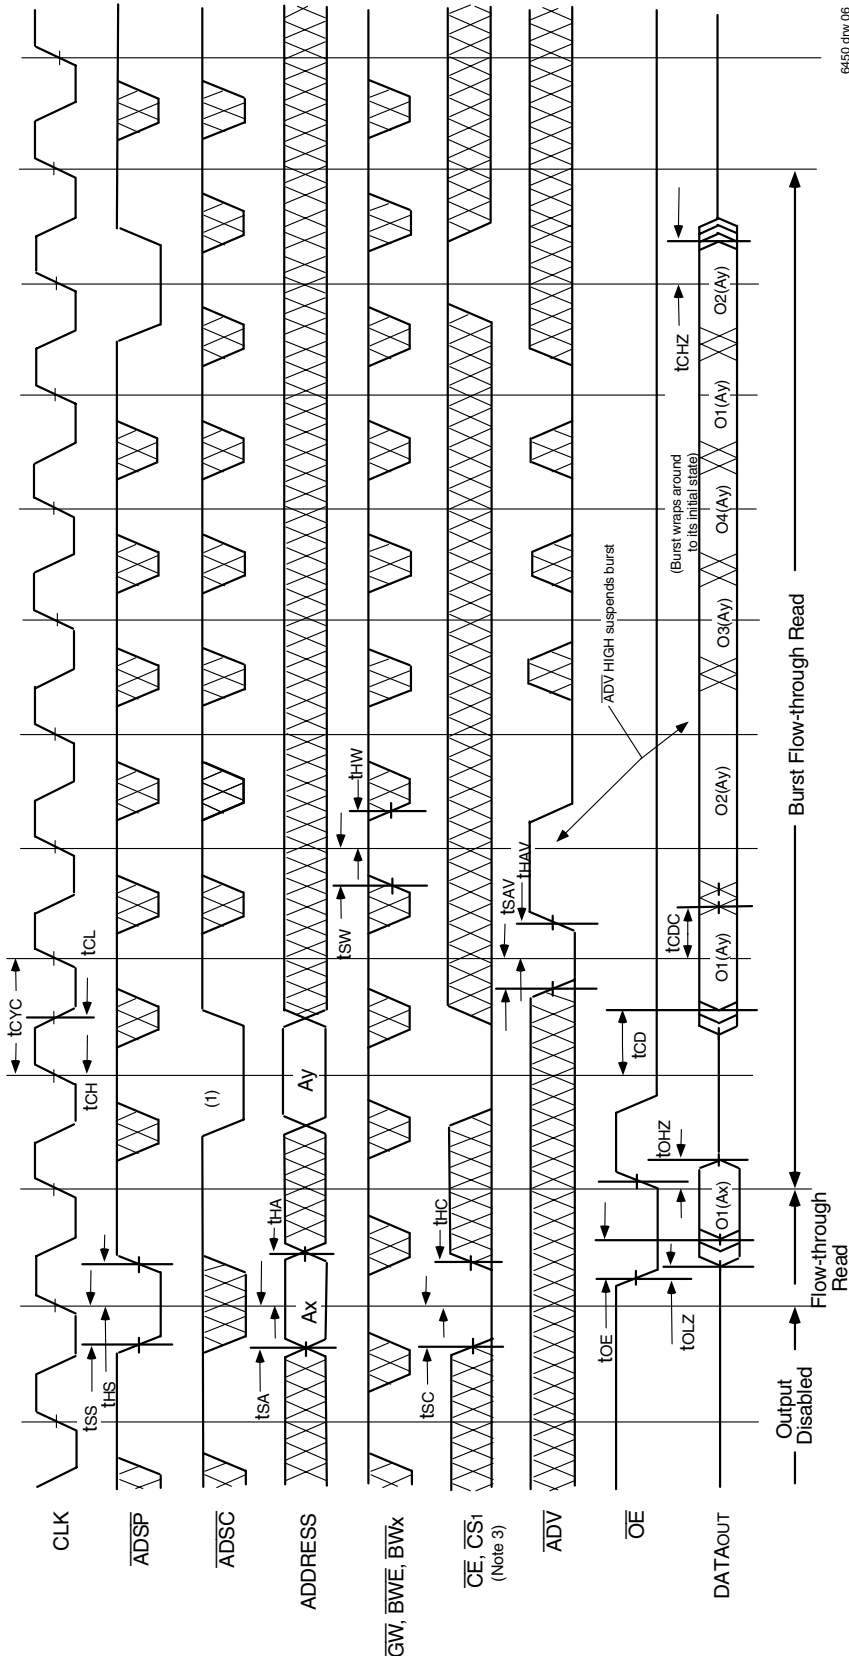 CLK
tCYC
tCH
tCL
tSS
tHS
ADSP
ADSC
(1)
tSA
tHA
ADDRESS
Ax
Ay
tSW
tHW
GW, BWE, BWx
tSC
tHC
CE, CS1
(Note 3)
tSAV
tHAV
ADV
ADV HIGH suspends burst
OE
tOE
tOHZ
tCD
tOLZ
tCDC
(Burst wraps around
to its initial state)
tCHZ
DATAOUT
O1(Ax)
O1(Ay)
O2(Ay)
O3(Ay)
O4(Ay)
O1(Ay)
O2(Ay)
Output
Disabled
Flow-through
Read
Burst Flow-through Read
6450 drw 06